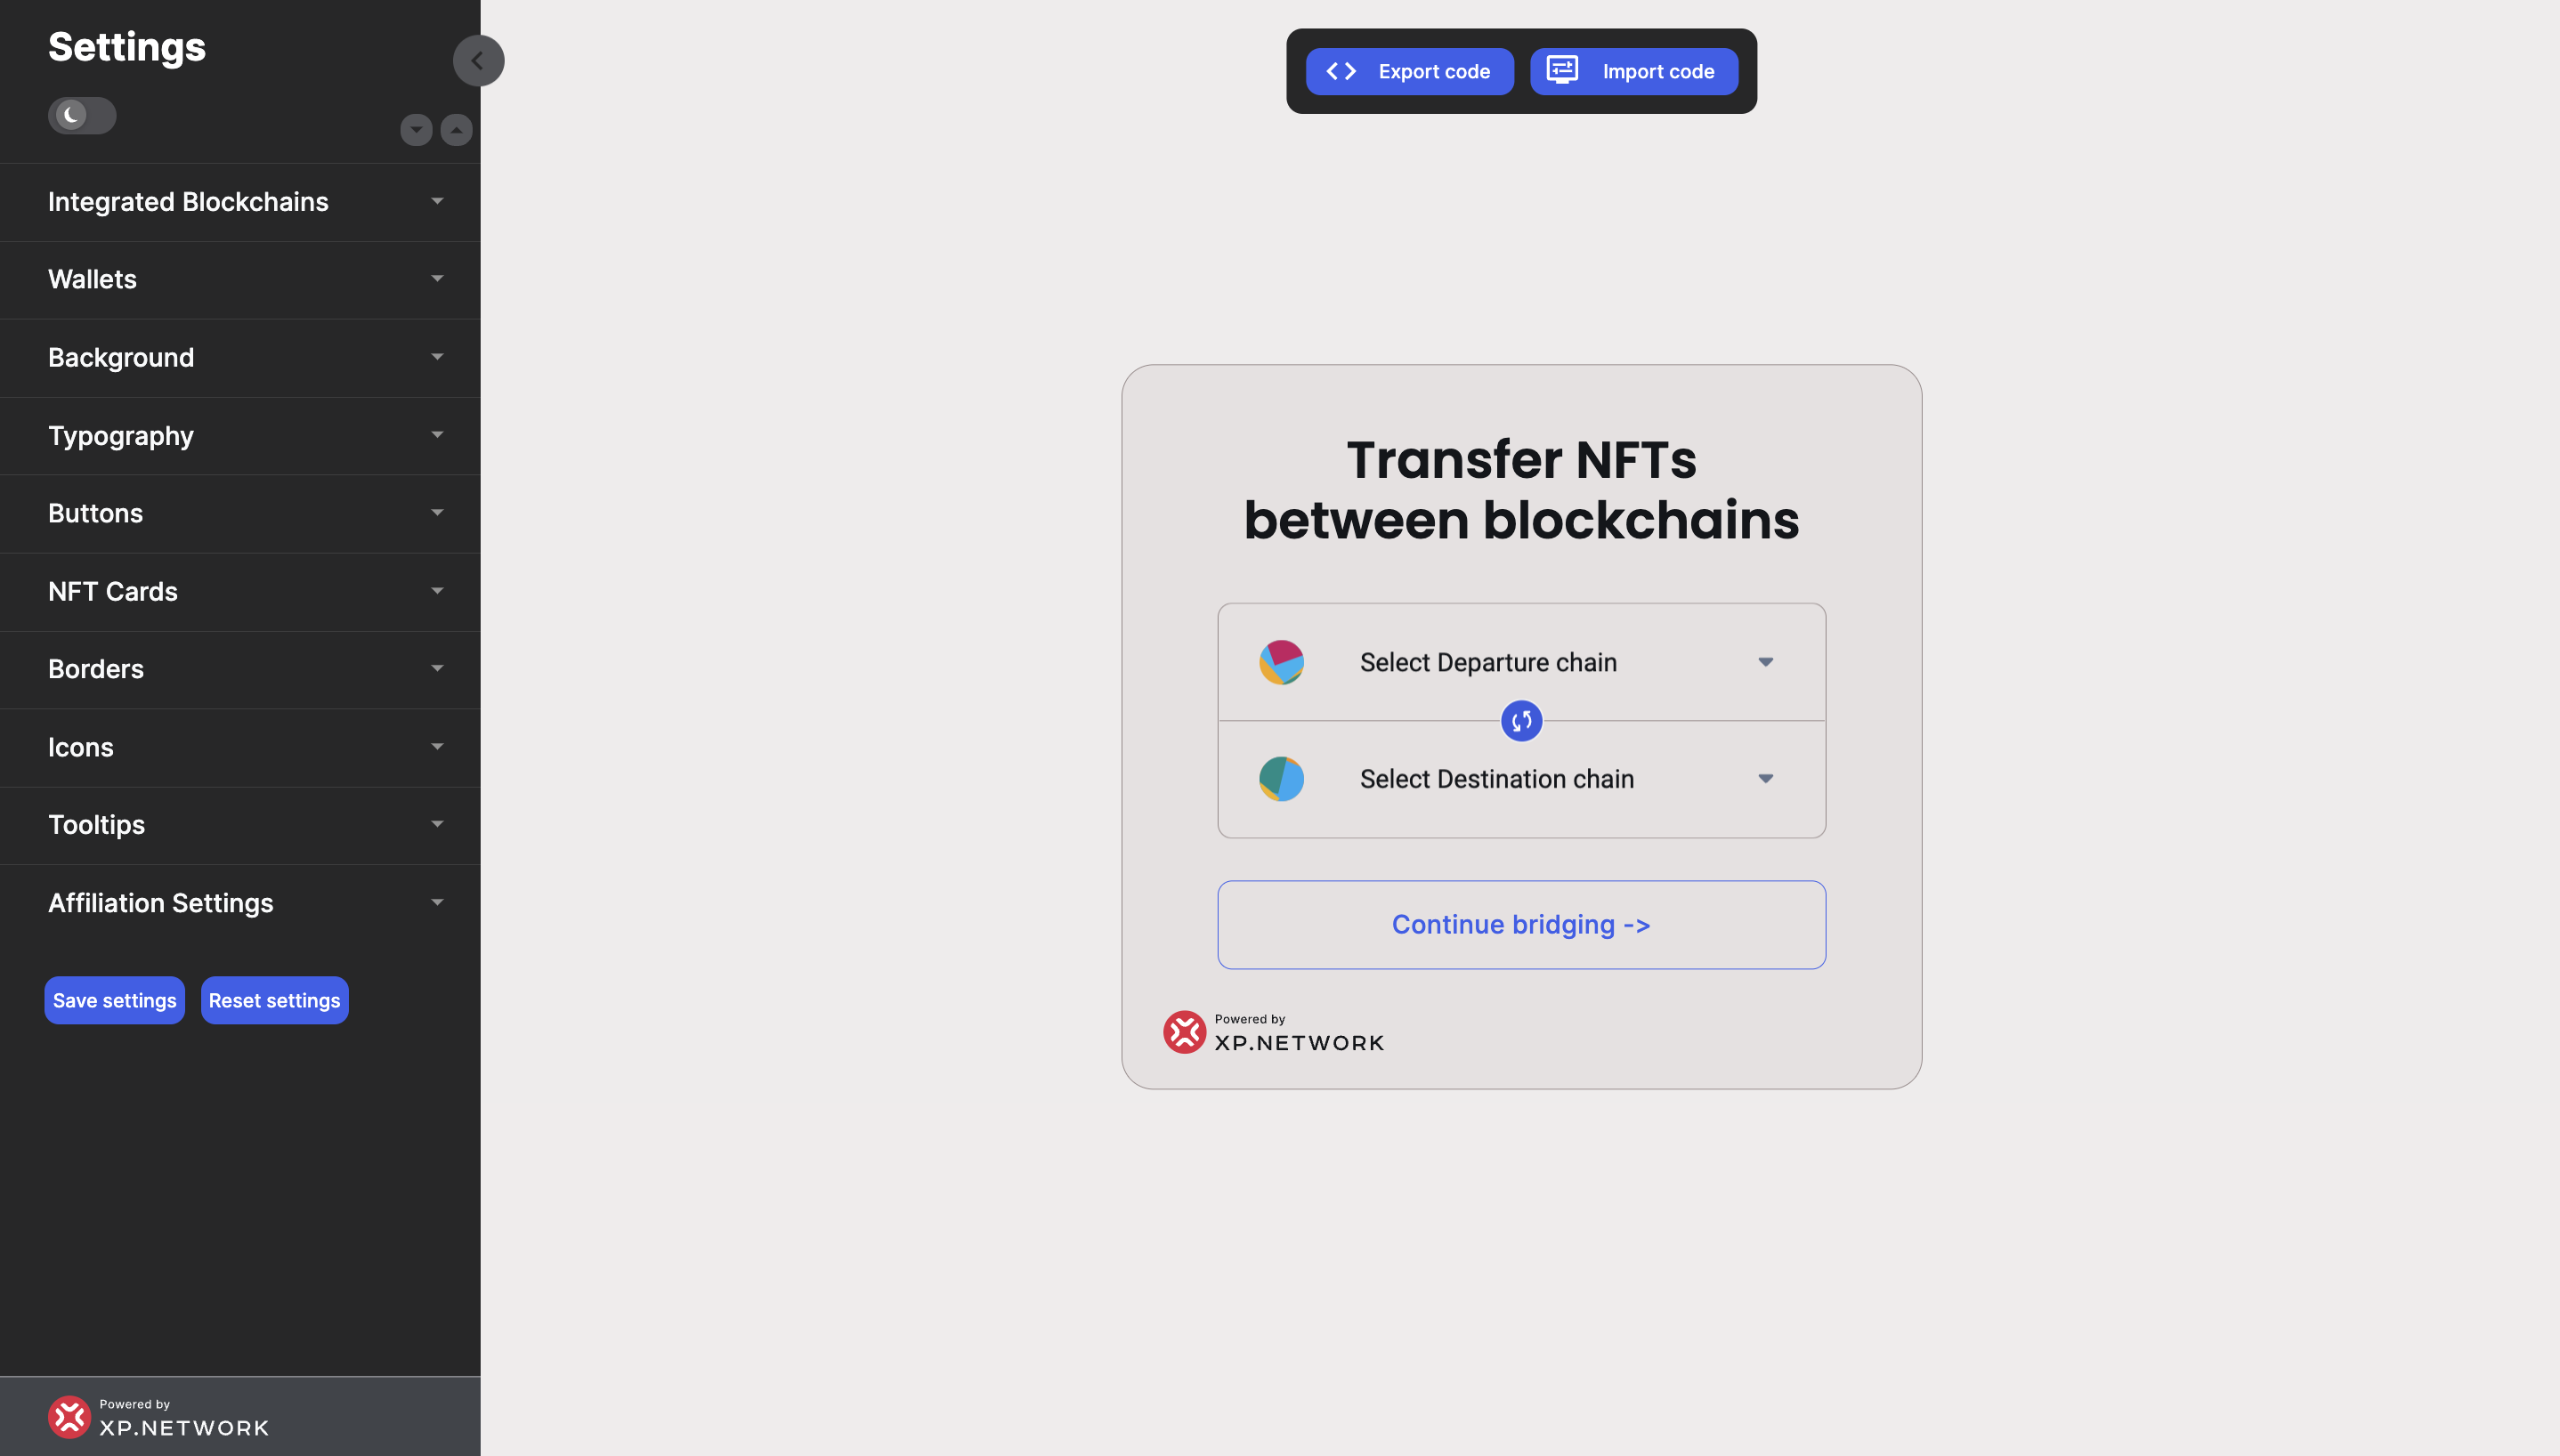 Settings
Integrated Blockchains
Wallets
Background
Typography
Buttons
NFT Cards
Borders
Icons
Tooltips
Affiliation Settings
Save settings
Reset settings
Powered by
XP.NETWORK
Export code
Import code
Transfer NFTs
between blockchains
Select Departure chain
Select Destination chain
Continue bridging ->
Powered by
XP.NETWORK